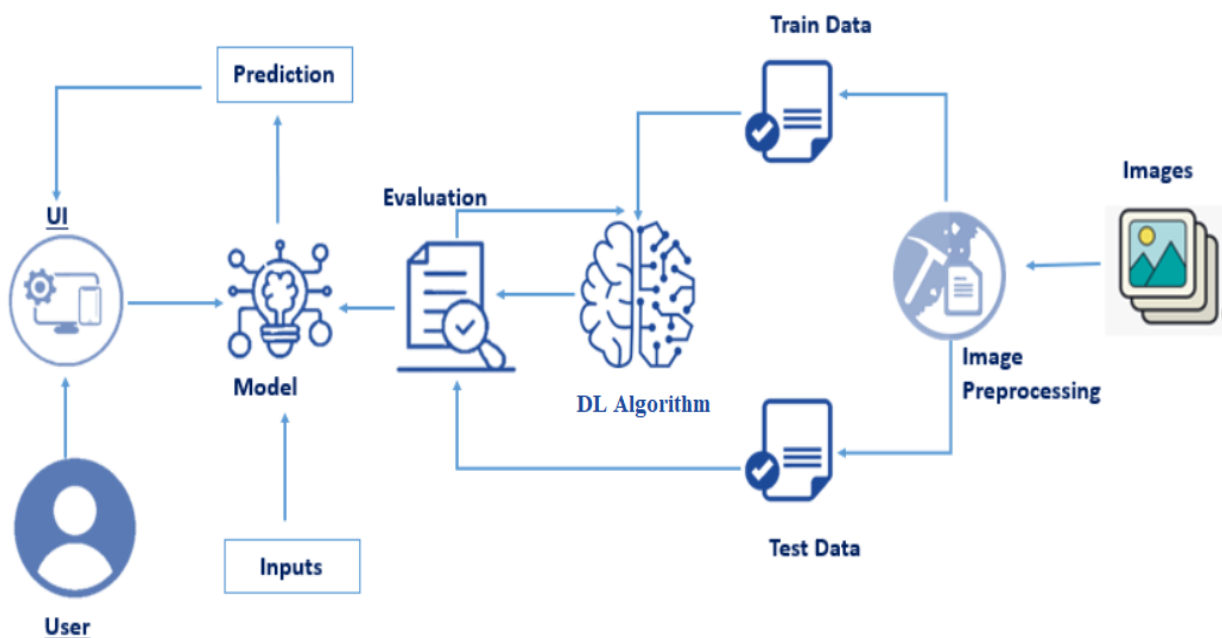 Train Data
Prediction
Images
Evaluation
UI
Image
Preprocessing
Model
DL Algorithm
Test Data
Inputs
User